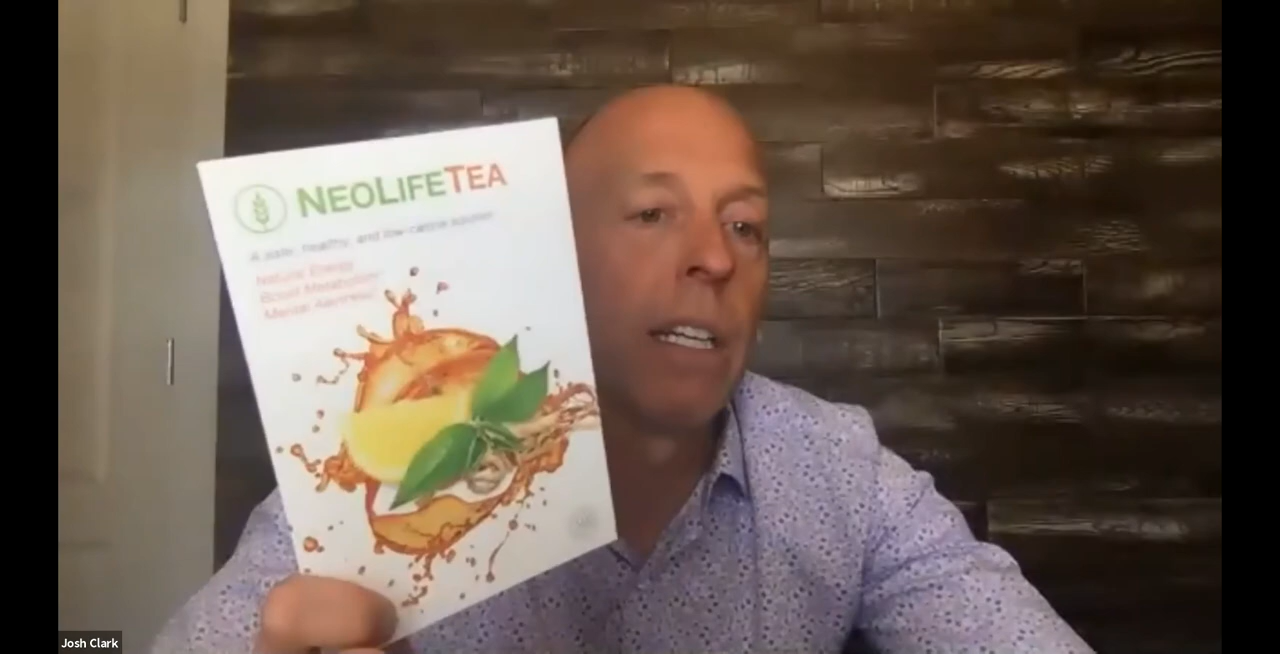 NEOLIFETEA
A safe, healthy, and low-calorie solution
Natural Energy
Boost Metabolism
Mental Alertness
Josh Clark